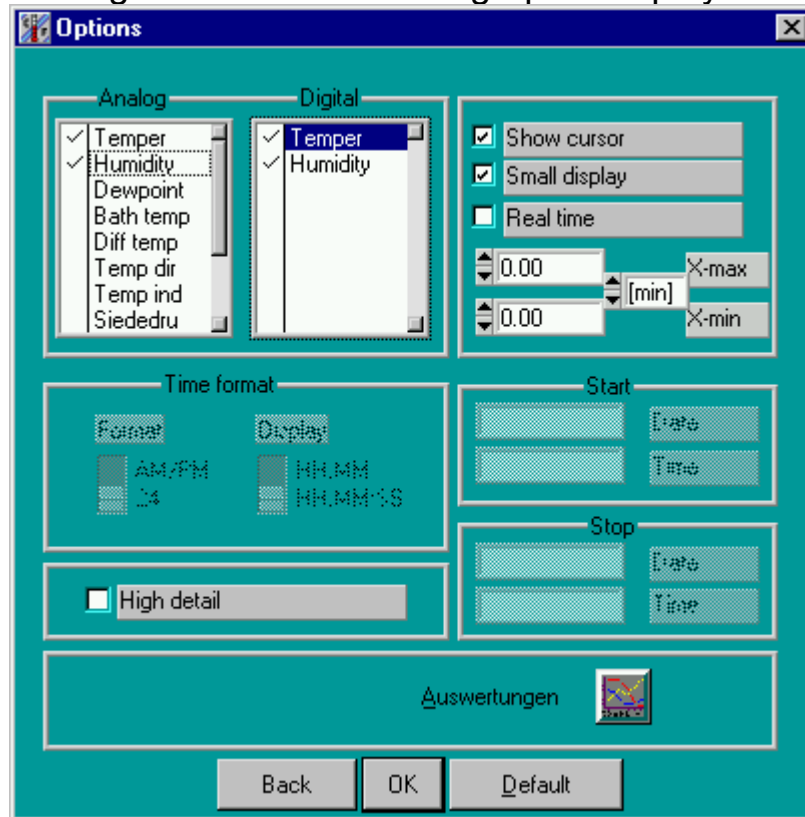 Options
Analog
Digital
Temper
Humidity
Dewpoint
Bath temp
Diff temp
Temp dir
Temp ind
Siededru
Temper
Humidity
Show cursor
Small display
Real time
0.00
X-max
[min]
0.00
X-min
Time format
Format
Display
AM/PM
24
HH.MM
HH.MM:SS
Start
Date
Time
Stop
Date
Time
High detail
Auswertungen
Back
OK
Default